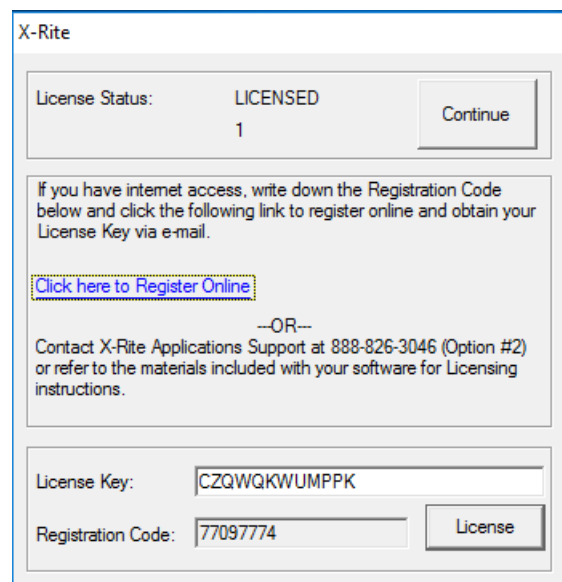 X-Rite
License Status: LICENSED
1
Continue
If you have internet access, write down the Registration Code
below and click the following link to register online and obtain your
License Key via e-mail.
Click here to Register Online
---OR---
Contact X-Rite Applications Support at 888-826-3046 (Option #2)
or refer to the materials included with your software for Licensing
instructions.
License Key: CZQWQKWUMPPK
Registration Code: 77097774
License